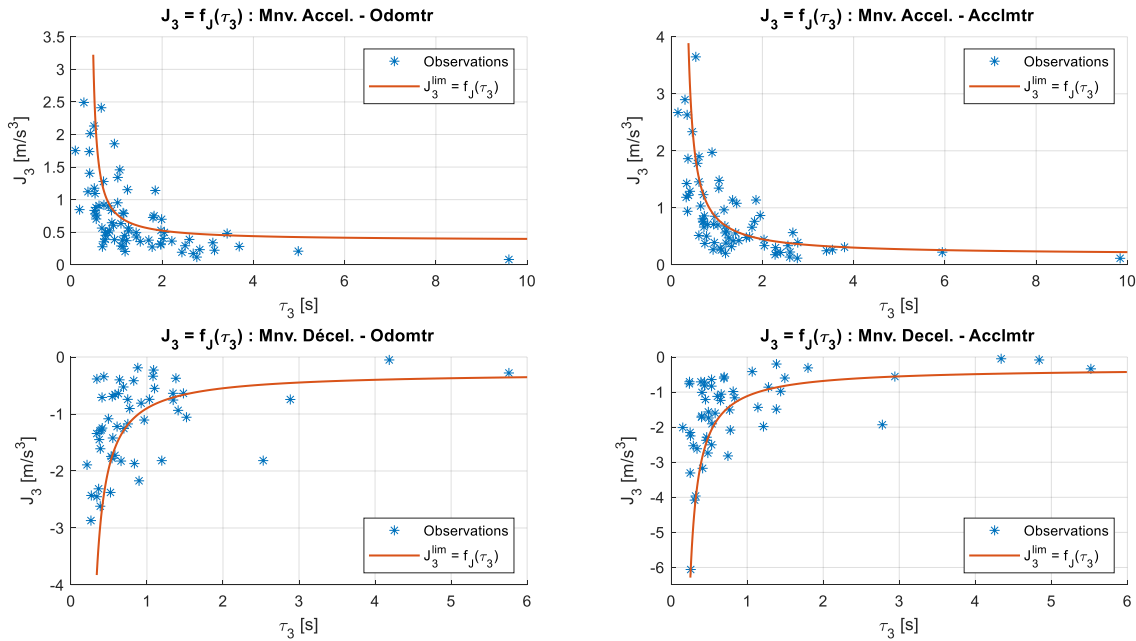 J3 = fJ(τ3) : Mnv. Accel. - Odomtr
3.5
3
2.5
2
1.5
1
0.5
0
J3 [m/s3]
0 2 4 6 8 10
τ3 [s]
Observations
J3lim = fJ(τ3)
J3 = fJ(τ3) : Mnv. Accel. - Acclmtr
4
3
2
1
0
J3 [m/s3]
0 2 4 6 8 10
τ3 [s]
Observations
J3lim = fJ(τ3)
J3 = fJ(τ3) : Mnv. Décel. - Odomtr
0
-1
-2
-3
-4
J3 [m/s3]
0 1 2 3 4 5 6
τ3 [s]
Observations
J3lim = fJ(τ3)
J3 = fJ(τ3) : Mnv. Decel. - Acclmtr
0
-1
-2
-3
-4
-5
-6
J3 [m/s3]
0 1 2 3 4 5 6
τ3 [s]
Observations
J3lim = fJ(τ3)